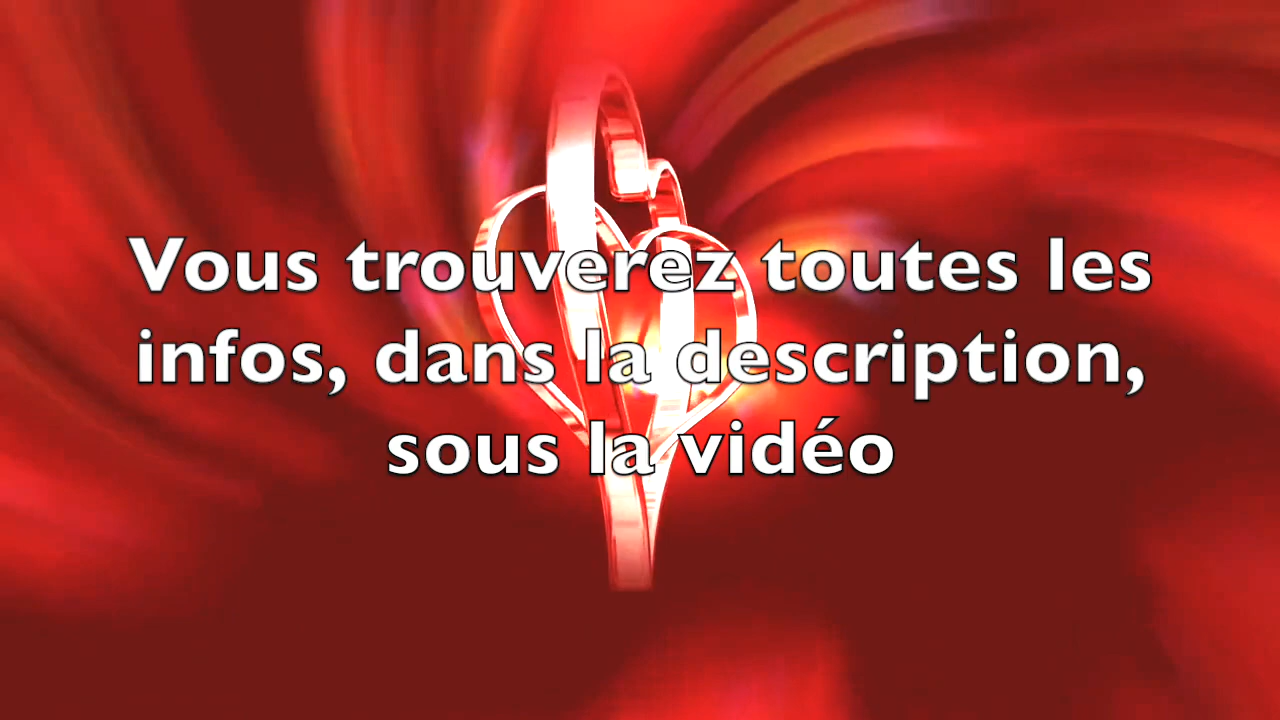 Vous trouverez toutes les
infos, dans la description,
sous la vidéo